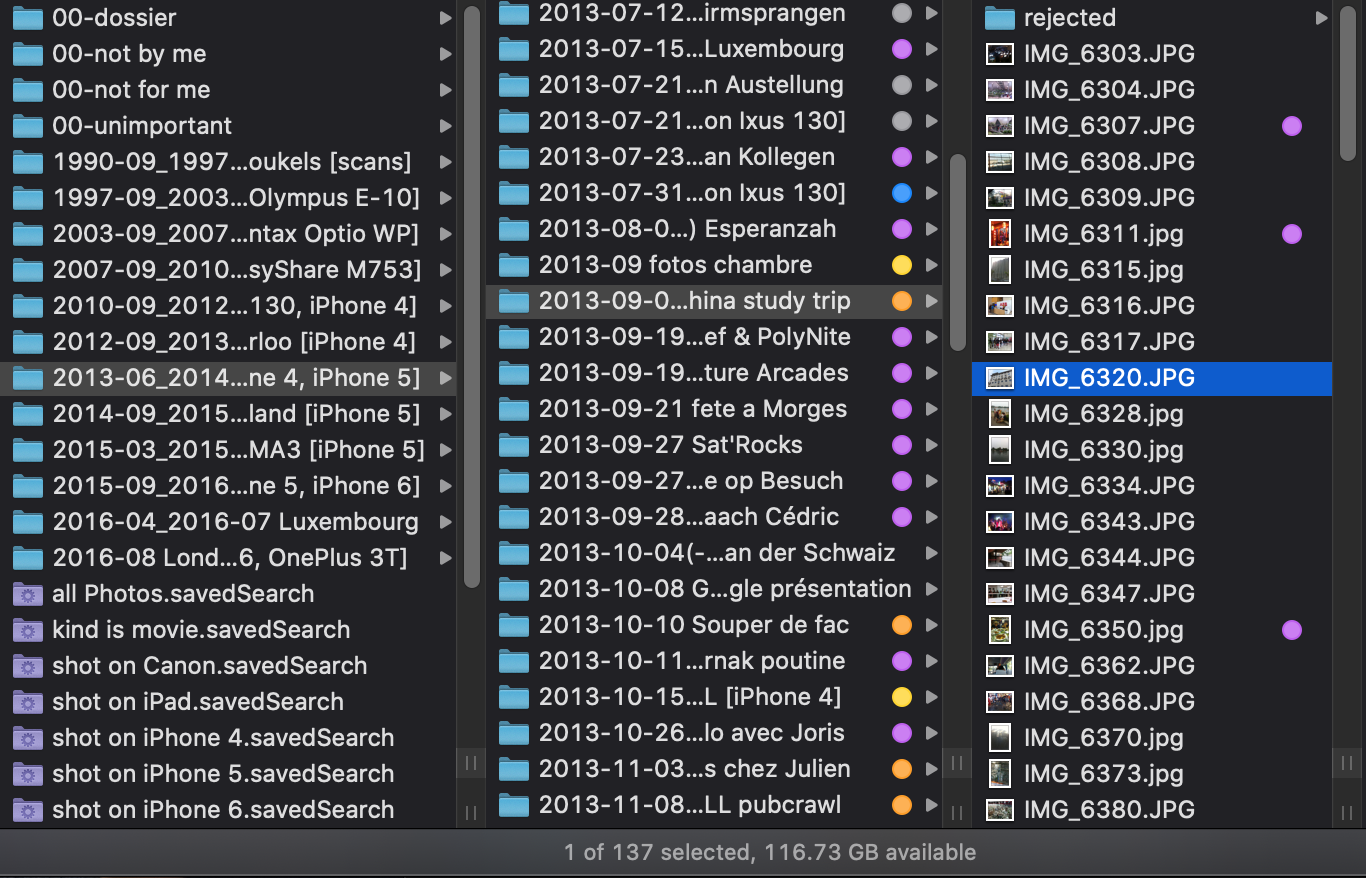 00-dossier
00-not by me
00-not for me
00-unimportant
1990-09_1997...oukels [scans]
1997-09_2003...Olympus E-10]
2003-09_2007...ntax Optio WP]
2007-09_2010...syShare M753]
2010-09_2012...130, iPhone 4]
2012-09_2013...rloo [iPhone 4]
2013-06_2014...ne 4, iPhone 5]
2014-09_2015...land [iPhone 5]
2015-03_2015...MA3 [iPhone 5]
2015-09_2016...ne 5, iPhone 6]
2016-04_2016-07 Luxembourg
2016-08 Lond...6, OnePlus 3T]
all Photos.savedSearch
kind is movie.savedSearch
shot on Canon.savedSearch
shot on iPad.savedSearch
shot on iPhone 4.savedSearch
shot on iPhone 5.savedSearch
shot on iPhone 6.savedSearch
2013-07-12...irmsprangen
2013-07-15...Luxembourg
2013-07-21...n Austellung
2013-07-21...on Ixus 130]
2013-07-23...an Kollegen
2013-07-31...on Ixus 130]
2013-08-0...) Esperanzah
2013-09 fotos chambre
2013-09-0...hina study trip
2013-09-19...ef & PolyNite
2013-09-19...ture Arcades
2013-09-21 fete a Morges
2013-09-27 Sat'Rocks
2013-09-27...e op Besuch
2013-09-28...aach Cédric
2013-10-04(-...an der Schwaiz
2013-10-08 G...gle présentation
2013-10-10 Souper de fac
2013-10-11...rnak poutine
2013-10-15...L [iPhone 4]
2013-10-26...lo avec Joris
2013-11-03...s chez Julien
2013-11-08...LL pubcrawl
rejected
IMG_6303.JPG
IMG_6304.JPG
IMG_6307.JPG
IMG_6308.JPG
IMG_6309.JPG
IMG_6311.jpg
IMG_6315.jpg
IMG_6316.JPG
IMG_6317.JPG
IMG_6320.JPG
IMG_6328.jpg
IMG_6330.jpg
IMG_6334.JPG
IMG_6343.JPG
IMG_6344.JPG
IMG_6347.JPG
IMG_6350.jpg
IMG_6362.JPG
IMG_6368.JPG
IMG_6370.jpg
IMG_6373.jpg
IMG_6380.JPG
1 of 137 selected, 116.73 GB available